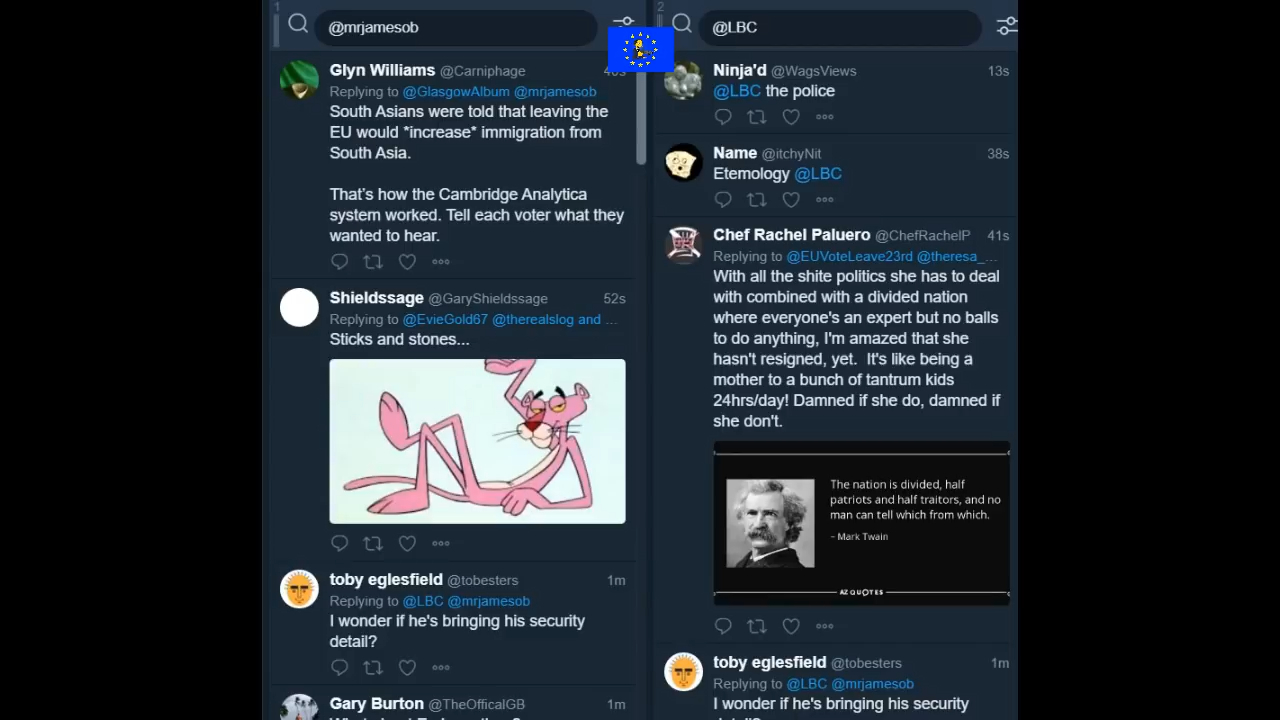 1
@mrjamesob
Glyn Williams @Carniphage
Replying to @GlasgowAlbum @mrjamesob
South Asians were told that leaving the
EU would *increase* immigration from
South Asia.
That's how the Cambridge Analytica
system worked. Tell each voter what they
wanted to hear.
Shieldssage @GaryShieldssage 52s
Replying to @EvieGold67 @therealslog and ...
Sticks and stones...
toby eglesfield @tobesters 1m
Replying to @LBC @mrjamesob
I wonder if he's bringing his security
detail?
Gary Burton @TheOfficalGB 1m
2
@LBC
Ninja'd @WagsViews 13s
@LBC the police
Name @itchyNit 38s
Etemology @LBC
Chef Rachel Paluero @ChefRachelP 41s
Replying to @EUVoteLeave23rd @theresa_...
With all the shite politics she has to deal
with combined with a divided nation
where everyone's an expert but no balls
to do anything, I'm amazed that she
hasn't resigned, yet. It's like being a
mother to a bunch of tantrum kids
24hrs/day! Damned if she do, damned if
she don't.
The nation is divided, half
patriots and half traitors, and no
man can tell which from which.
~ Mark Twain
AZ QUOTES
toby eglesfield @tobesters 1m
Replying to @LBC @mrjamesob
I wonder if he's bringing his security